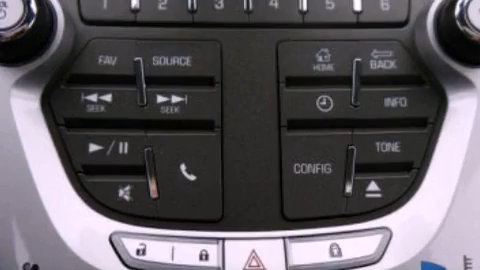 1 2 3 4 5 6
FAV SOURCE HOME BACK
SEEK SEEK INFO
TONE
CONFIG